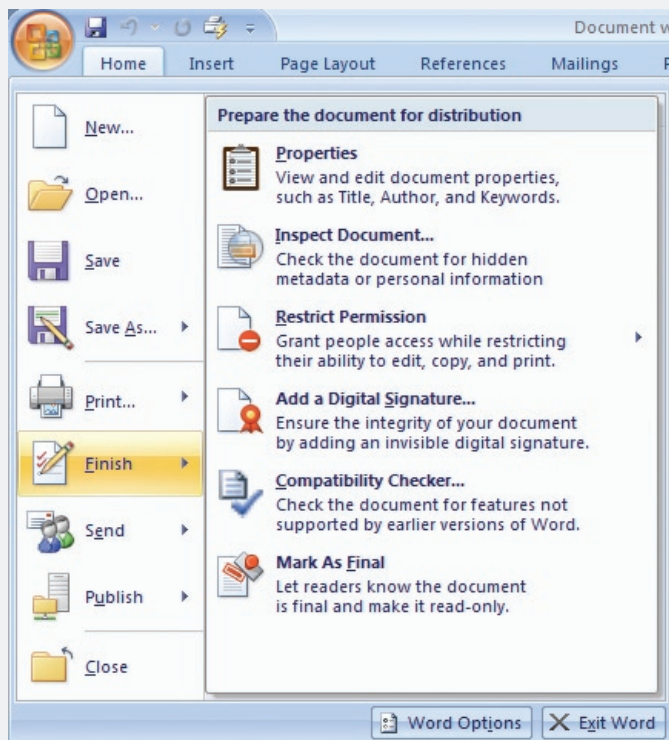 Document w
Home Insert Page Layout References Mailings
New...
Open...
Save
Save As...
Print...
Finish
Send
Publish
Close
Prepare the document for distribution
Properties
View and edit document properties,
such as Title, Author, and Keywords.
Inspect Document...
Check the document for hidden
metadata or personal information
Restrict Permission
Grant people access while restricting
their ability to edit, copy, and print.
Add a Digital Signature...
Ensure the integrity of your document
by adding an invisible digital signature.
Compatibility Checker...
Check the document for features not
supported by earlier versions of Word.
Mark As Final
Let readers know the document
is final and make it read-only.
Word Options Exit Word